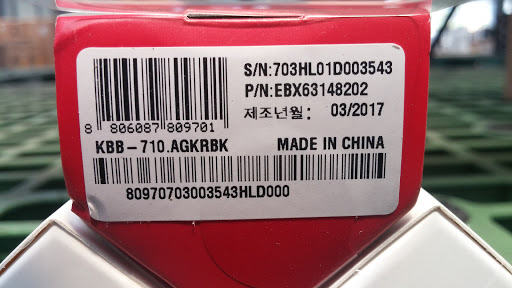 S/N:703HL01D003543
P/N:EBX63148202
제조년월: 03/2017
8 806087 809701
KBB-710.AGKRBK MADE IN CHINA
80970703003543HLD000